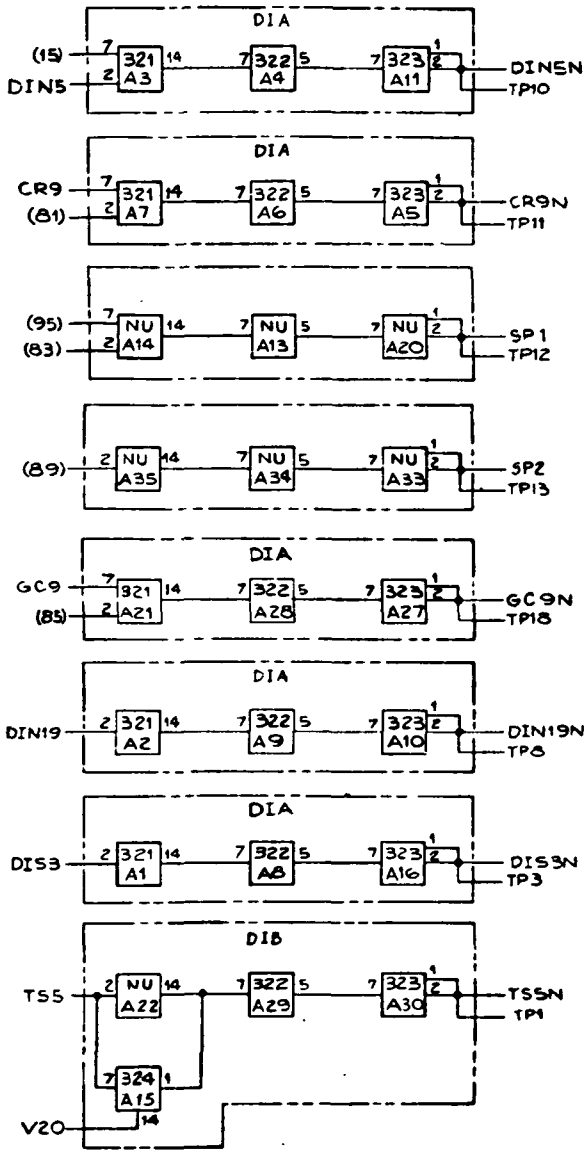 DIA
(15) 7 321 14 7 322 5 7 323 1
DIN5 2 A3 A4 A11 2 DIN5N
TP10
DIA
CR9 7 321 14 7 322 5 7 323 1
(81) 2 A7 A6 A5 2 CR9N
TP11
(95) 7 NU 14 7 NU 5 7 NU 1
(83) 2 A14 A13 A20 2 SP1
TP12
(89) 2 NU 14 7 NU 5 7 NU 1
A35 A34 A33 2 SP2
TP13
DIA
GC9 7 321 14 7 322 5 7 323 1
(85) 2 A21 A28 A27 2 GC9N
TP18
DIA
DIN19 2 321 14 7 322 5 7 323 1
A2 A9 A10 2 DIN19N
TP8
DIA
DIS3 2 321 14 7 322 5 7 323 1
A1 A8 A16 2 DIS3N
TP3
DIB
TS5 2 NU 14 7 322 5 7 323 1
A22 A29 A30 2 TS5N
TP1
7 324 1
A15
V20 14